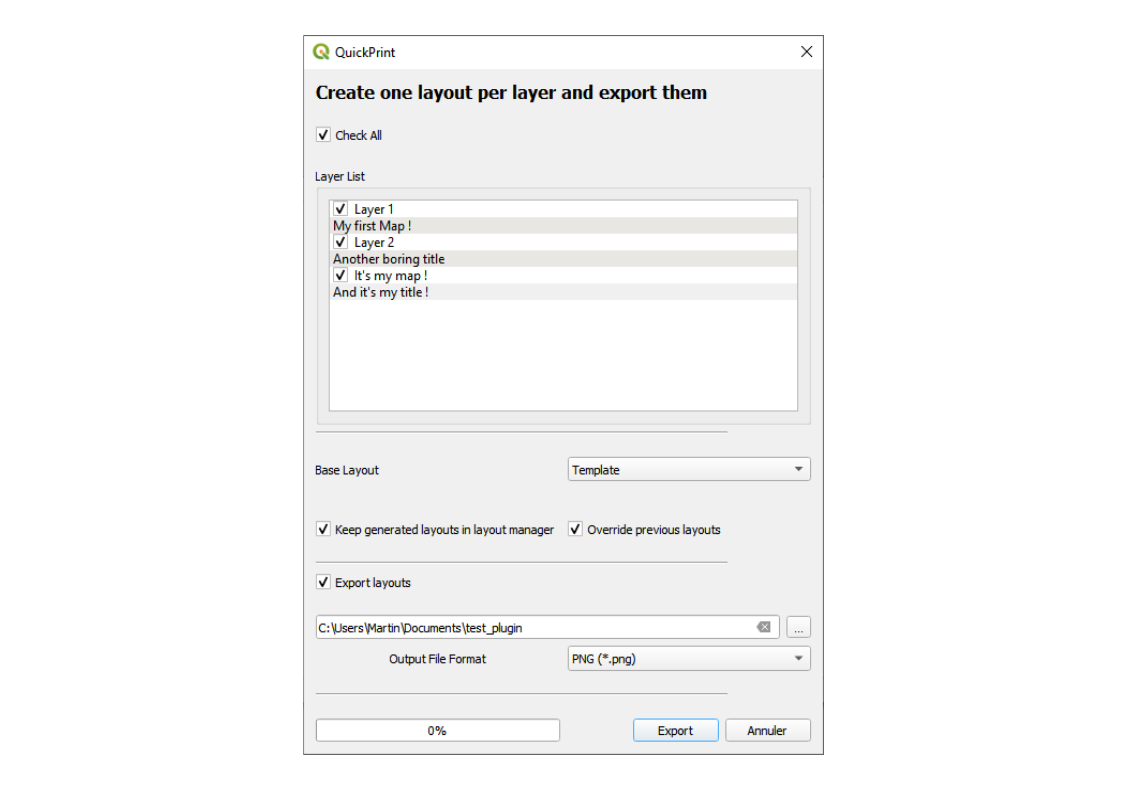 QuickPrint
Create one layout per layer and export them
Check All
Layer List
Layer 1
My first Map !
Layer 2
Another boring title
It's my map !
And it's my title !
Base Layout Template
Keep generated layouts in layout manager Override previous layouts
Export layouts
C:\Users\Martin\Documents\test_plugin ...
Output File Format PNG (*.png)
0% Export Annuler